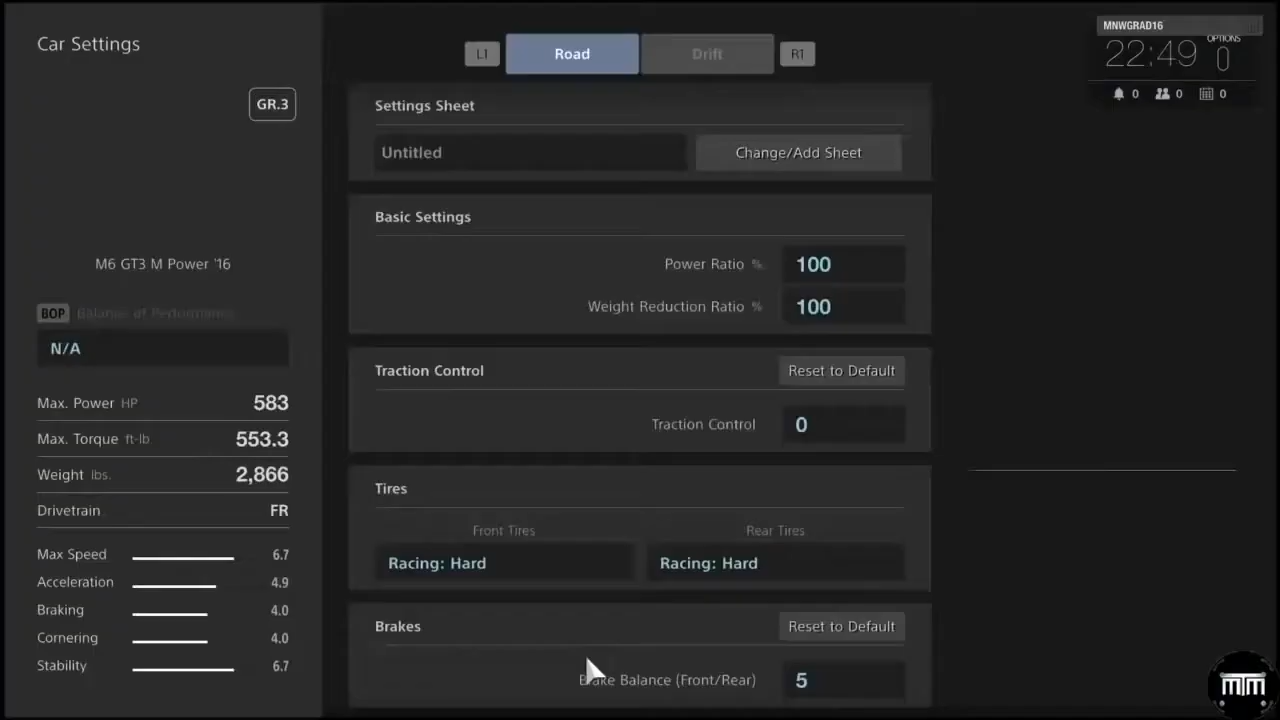 Car Settings
GR.3
M6 GT3 M Power '16
BOP Balance of Performance
N/A
Max. Power HP 583
Max. Torque ft-lb 553.3
Weight lbs. 2,866
Drivetrain FR
Max Speed 6.7
Acceleration 4.9
Braking 4.0
Cornering 4.0
Stability 6.7
L1 Road Drift R1
Settings Sheet
Untitled Change/Add Sheet
Basic Settings
Power Ratio % 100
Weight Reduction Ratio % 100
Traction Control Reset to Default
Traction Control 0
Tires
Front Tires Rear Tires
Racing: Hard Racing: Hard
Brakes Reset to Default
Brake Balance (Front/Rear) 5
MNWGRAD16
22:49 OPTIONS
0 0 0
MTM